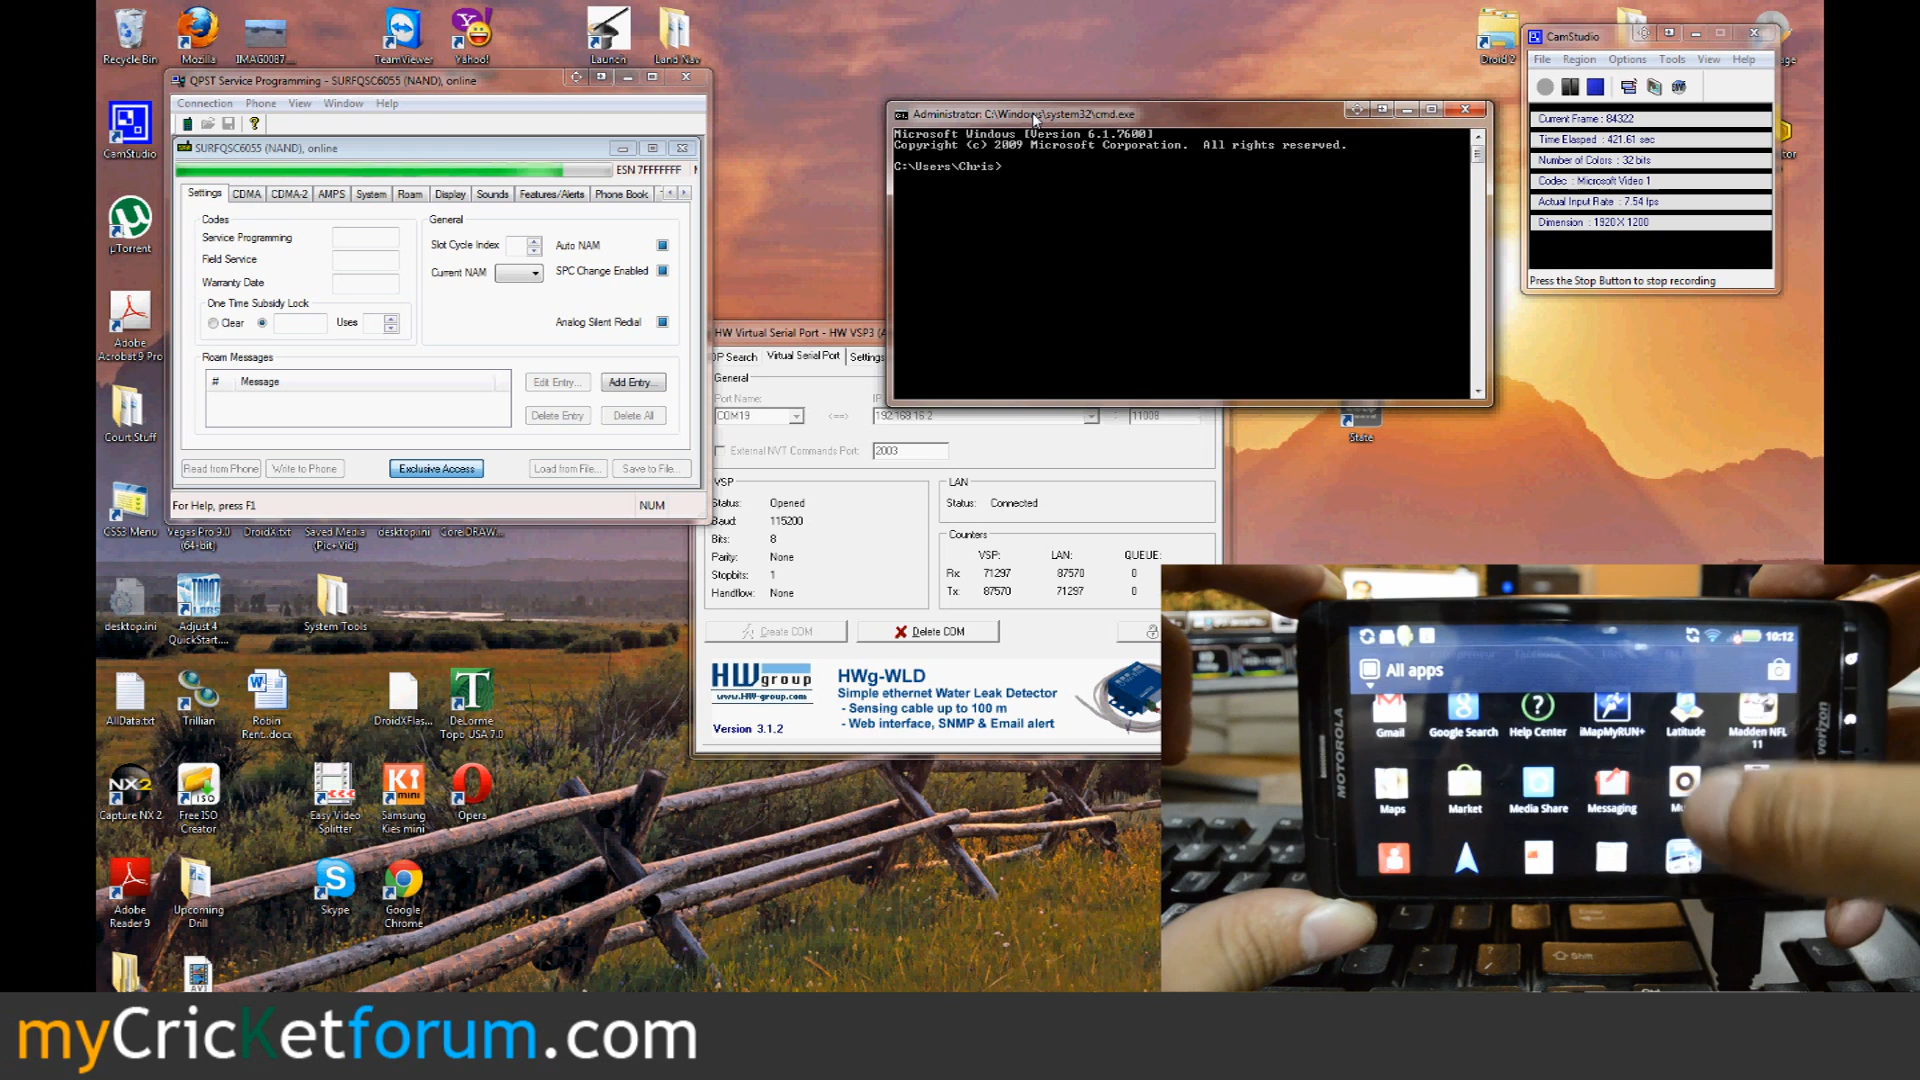 Recycle Bin
Mozilla
IMAG0087...
TeamViewer
Yahoo!
Launch
Land Nav
Droid 2
QPST Service Programming - SURFQSC6055 (NAND), online
Connection Phone View Window Help
SURFQSC6055 (NAND), online
ESN 7FFFFFFF
Settings CDMA CDMA-2 AMPS System Roam Display Sounds Features/Alerts Phone Book
Codes
Service Programming
Field Service
Warranty Date
One Time Subsidy Lock
Clear
Uses
General
Slot Cycle Index
Auto NAM
Current NAM
SPC Change Enabled
Analog Silent Redial
Roam Messages
# Message
Edit Entry...
Add Entry...
Delete Entry
Delete All
Read from Phone
Write to Phone
Exclusive Access
Load from File...
Save to File...
For Help, press F1
NUM
Administrator: C:\Windows\system32\cmd.exe
Microsoft Windows [Version 6.1.7600]
Copyright (c) 2009 Microsoft Corporation. All rights reserved.
C:\Users\Chris>
CamStudio
File Region Options Tools View Help
Current Frame : 84322
Time Elasped : 421.61 sec
Number of Colors : 32 bits
Codec : Microsoft Video 1
Actual Input Rate : 7.54 fps
Dimension : 1920 X 1200
Press the Stop Button to stop recording
State
HW Virtual Serial Port - HW VSP3
Search
Virtual Serial Port
Settings
General
Port Name:
COM19
<==>
192.168.16.2
:
11008
External NVT Commands Port:
2003
VSP
Status: Opened
Baud: 115200
Bits: 8
Parity: None
Stopbits: 1
Handflow: None
LAN
Status: Connected
Counters
VSP: LAN: QUEUE:
Rx: 71297 87570 0
Tx: 87570 71297 0
Create COM
Delete COM
HWgroup
www.HW-group.com
Version 3.1.2
HWg-WLD
Simple ethernet Water Leak Detector
- Sensing cable up to 100 m
- Web interface, SNMP & Email alert
CamStudio
µTorrent
Adobe
Acrobat 9 Pro
Court Stuff
CSS3 Menu
Vegas Pro 9.0
(64-bit)
DroidX.txt
Saved Media
(Pic+Vid)
desktop.ini
CorelDRAW...
desktop.ini
TOPAZ
LABS
Adjust 4
QuickStart....
System Tools
AllData.txt
Trillian
Robin
Rent..docx
DroidXFlas...
DeLorme
Topo USA 7.0
NX2
Capture NX 2
ISO
Free ISO
Creator
Easy Video
Splitter
Ki
mini
Samsung
Kies mini
Opera
Adobe
Reader 9
Upcoming
Drill
Skype
Google
Chrome
AVI
10:12
All apps
MOTOROLA
verizon
Gmail
Google Search
Help Center
iMapMyRUN+
Latitude
Madden NFL
11
Maps
Market
Media Share
Messaging
Shift
Ctrl
myCricKetforum.com